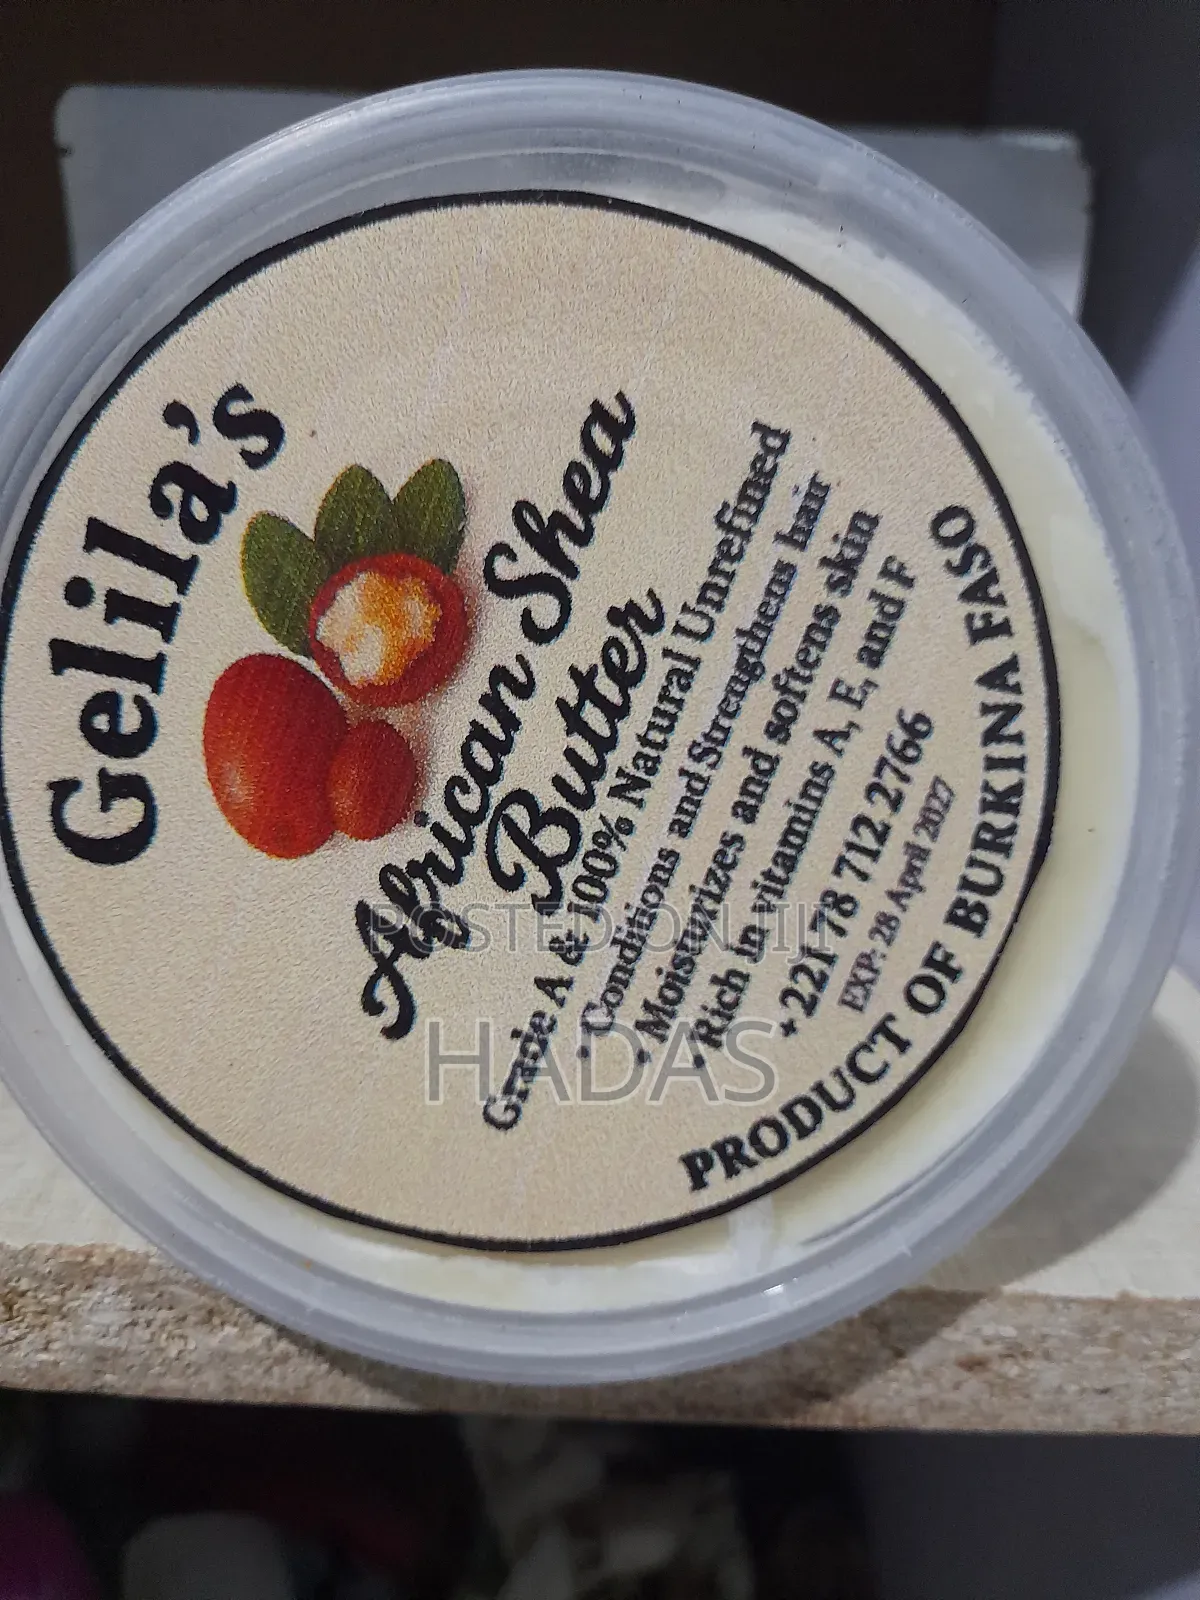 Gelila's
African Shea
Butter
Grade A & 100% Natural Unrefined
• Conditions and Strengthens hair
• Moisturizes and softens skin
• Rich in vitamins A, E, and F
+221 78 712 2766
EXP: 28 April 2027
PRODUCT OF BURKINA FASO
POSTED ON JIJI
HADAS